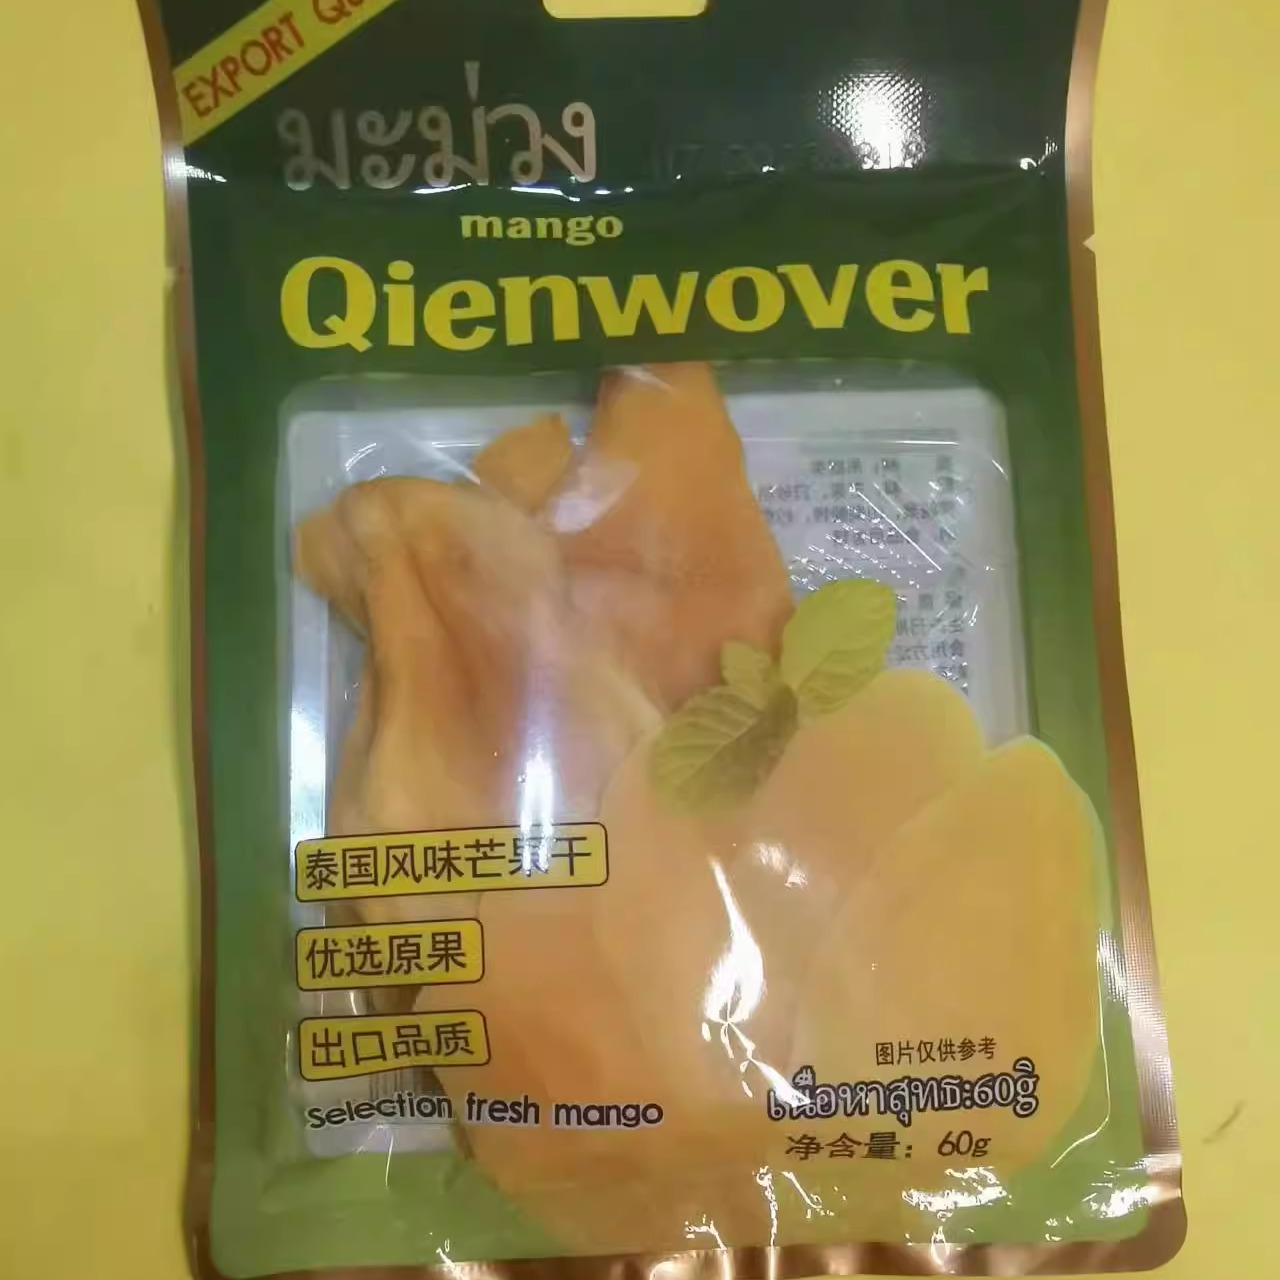 EXPORT
มะม่วง
mango
Qienwover
泰国风味芒果干
优选原果
出口品质
Selection fresh mango
图片仅供参考
เนื้อหาสุทธ:60gิ
净含量：60g